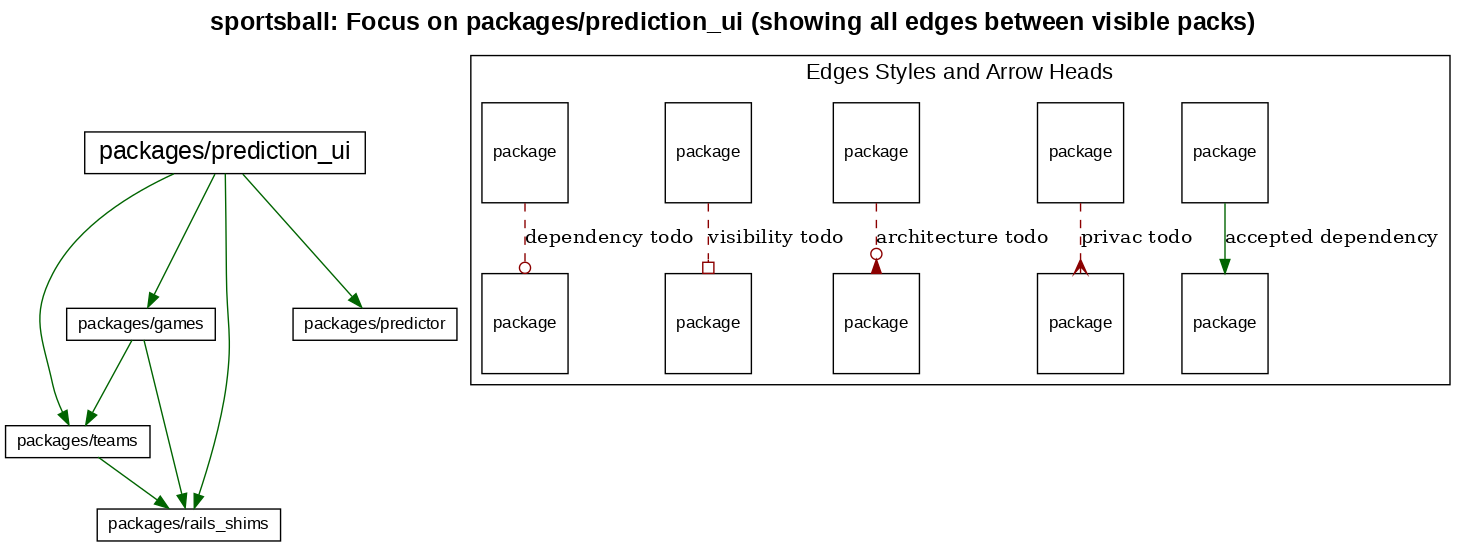 sportsball: Focus on packages/prediction_ui (showing all edges between visible packs)
packages/prediction_ui
packages/games
packages/predictor
packages/teams
packages/rails_shims
Edges Styles and Arrow Heads
package
package
package
package
package
dependency todo
visibility todo
architecture todo
privac todo
accepted dependency
package
package
package
package
package